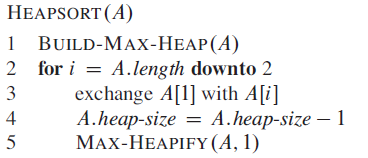 HEAPSORT(A)
1 BUILD-MAX-HEAP(A)
2 for i = A.length downto 2
3 exchange A[1] with A[i]
4 A.heap-size = A.heap-size − 1
5 MAX-HEAPIFY(A, 1)